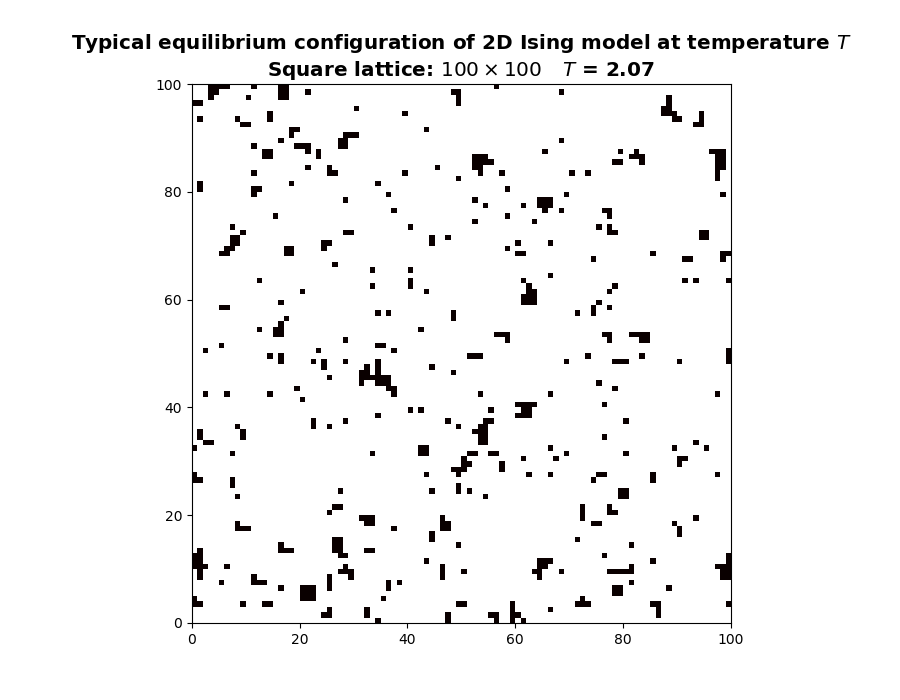 Typical equilibrium configuration of 2D Ising model at temperature T
Square lattice: 100 × 100 T = 2.07
100
80
60
40
20
0
0 20 40 60 80 100